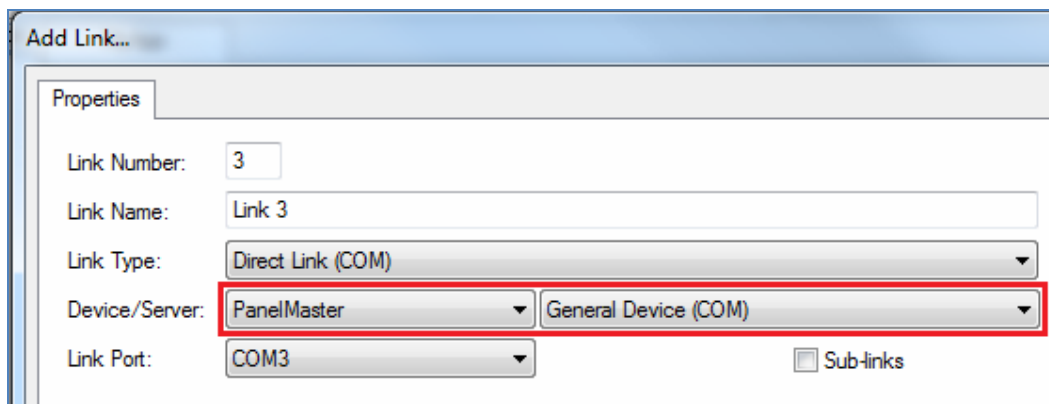 Add Link...
Properties
Link Number: 3
Link Name: Link 3
Link Type: Direct Link (COM)
Device/Server: PanelMaster General Device (COM)
Link Port: COM3 Sub-links